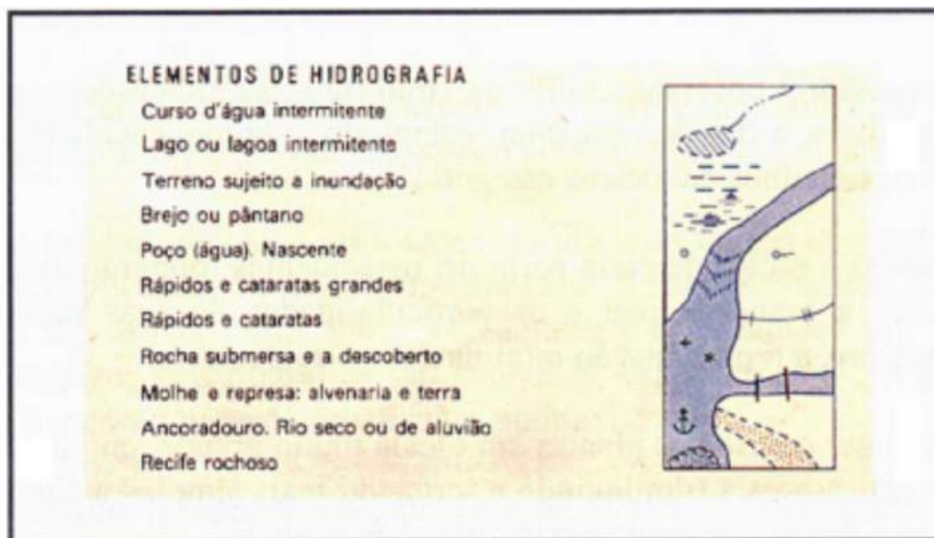 ELEMENTOS DE HIDROGRAFIA
Curso d'água intermitente
Lago ou lagoa intermitente
Terreno sujeito a inundação
Brejo ou pântano
Poço (água). Nascente
Rápidos e cataratas grandes
Rápidos e cataratas
Rocha submersa e a descoberto
Molhe e represa: alvenaria e terra
Ancoradouro. Rio seco ou de aluvião
Recife rochoso